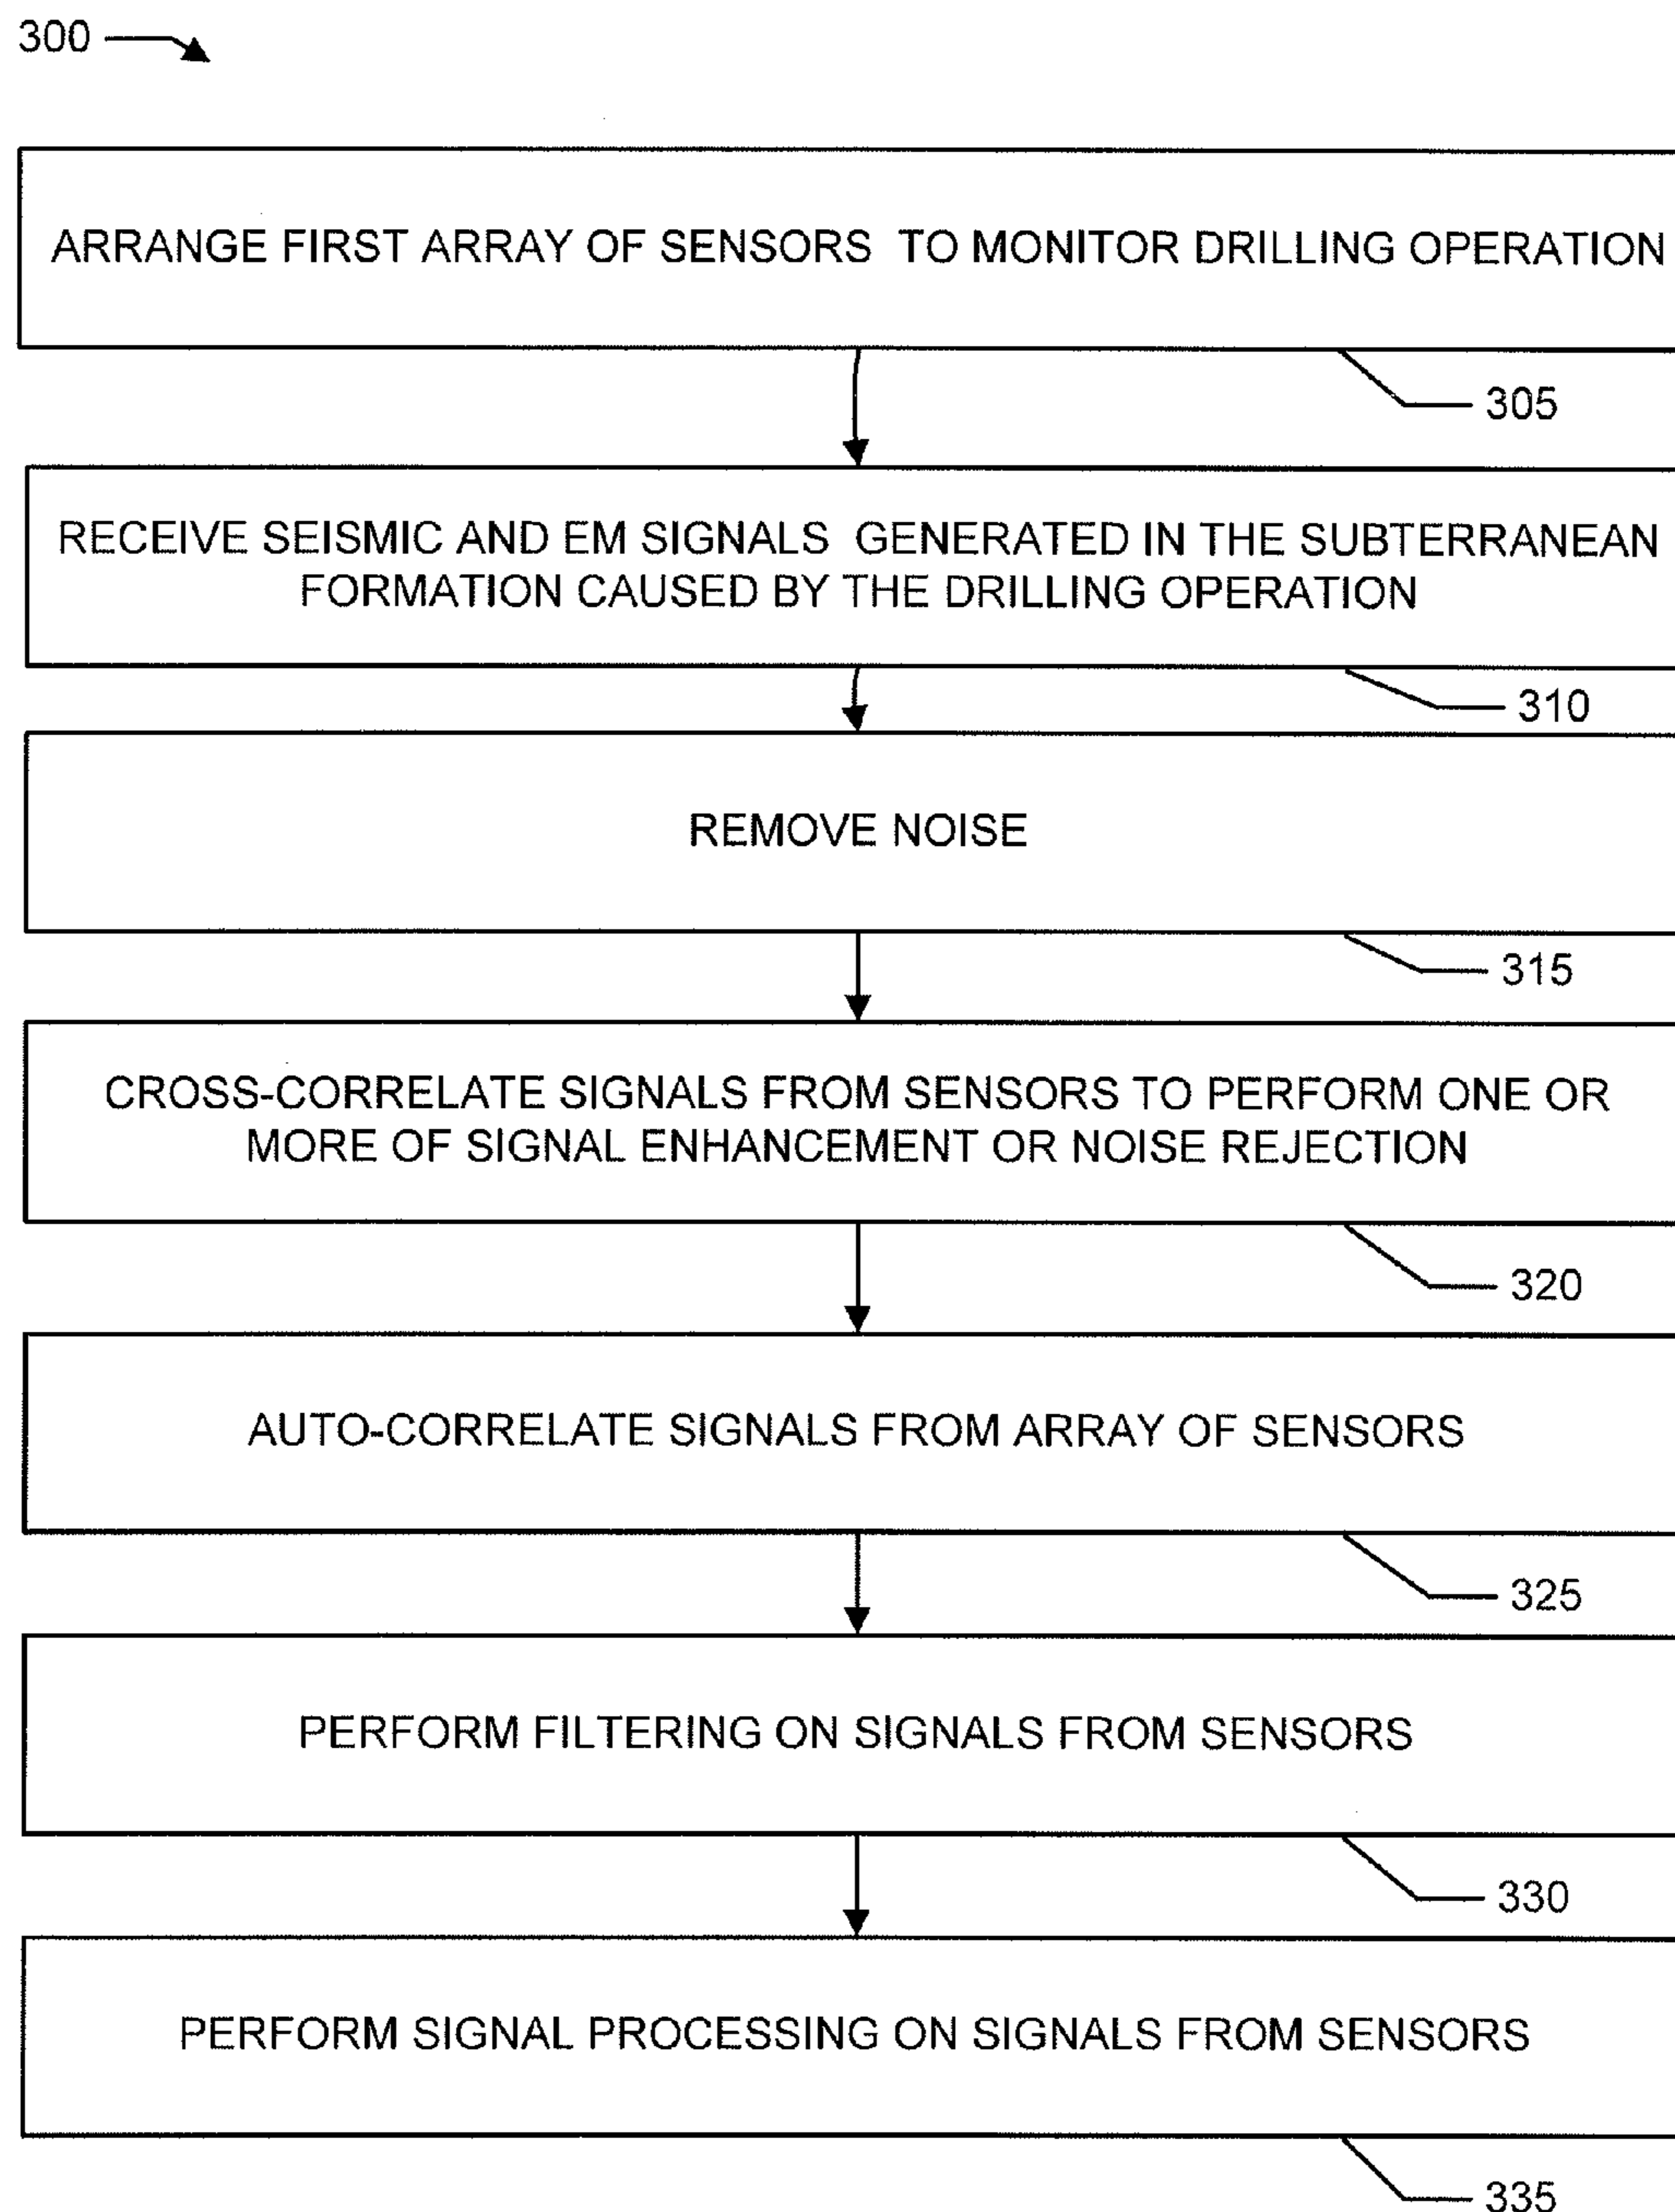 300
ARRANGE FIRST ARRAY OF SENSORS TO MONITOR DRILLING OPERATION
305
RECEIVE SEISMIC AND EM SIGNALS GENERATED IN THE SUBTERRANEAN
FORMATION CAUSED BY THE DRILLING OPERATION
310
REMOVE NOISE
315
CROSS-CORRELATE SIGNALS FROM SENSORS TO PERFORM ONE OR
MORE OF SIGNAL ENHANCEMENT OR NOISE REJECTION
320
AUTO-CORRELATE SIGNALS FROM ARRAY OF SENSORS
325
PERFORM FILTERING ON SIGNALS FROM SENSORS
330
PERFORM SIGNAL PROCESSING ON SIGNALS FROM SENSORS
335